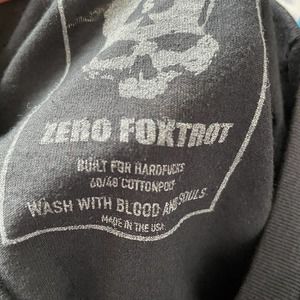 ZERO FOXTROT
BUILT FOR HARDFUCKS
60/40 COTTONPOLY
WASH WITH BLOOD AND SOULS
MADE IN THE USA